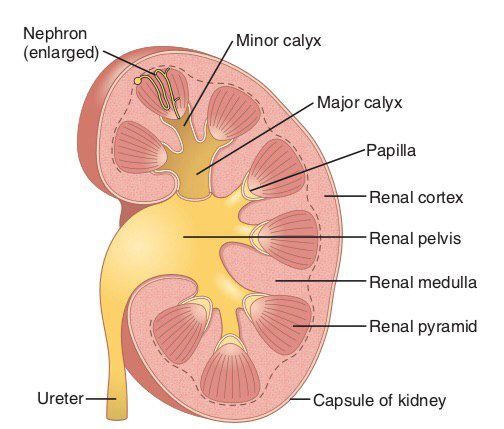 Nephron
(enlarged)
Minor calyx
Major calyx
Papilla
Renal cortex
Renal pelvis
Renal medulla
Renal pyramid
Ureter
Capsule of kidney